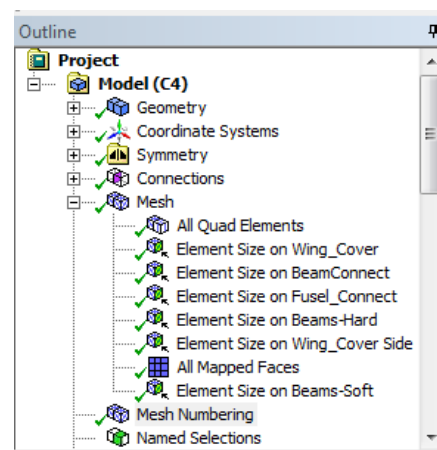 Outline
Project
Model (C4)
Geometry
Coordinate Systems
Symmetry
Connections
Mesh
All Quad Elements
Element Size on Wing_Cover
Element Size on BeamConnect
Element Size on Fusel_Connect
Element Size on Beams-Hard
Element Size on Wing_Cover Side
All Mapped Faces
Element Size on Beams-Soft
Mesh Numbering
Named Selections